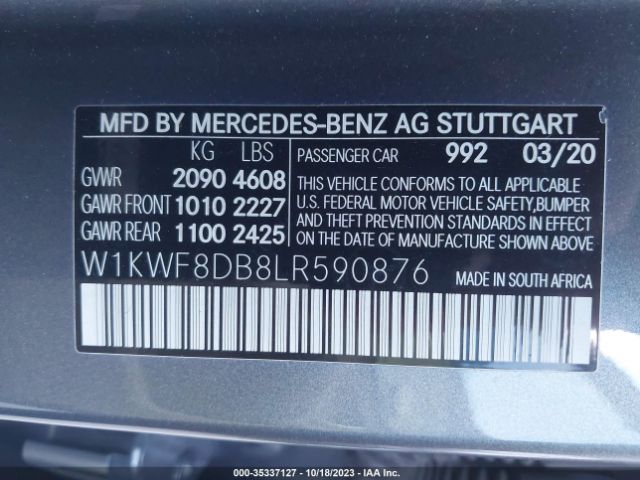 MFD BY MERCEDES-BENZ AG STUTTGART
KG LBS
GVWR 2090 4608
GAWR FRONT 1010 2227
GAWR REAR 1100 2425
PASSENGER CAR 992 03/20
THIS VEHICLE CONFORMS TO ALL APPLICABLE
U.S. FEDERAL MOTOR VEHICLE SAFETY,BUMPER
AND THEFT PREVENTION STANDARDS IN EFFECT
ON THE DATE OF MANUFACTURE SHOWN ABOVE.
W1KWF8DB8LR590876
MADE IN SOUTH AFRICA
000-35337127 - 10/18/2023 - IAA Inc.